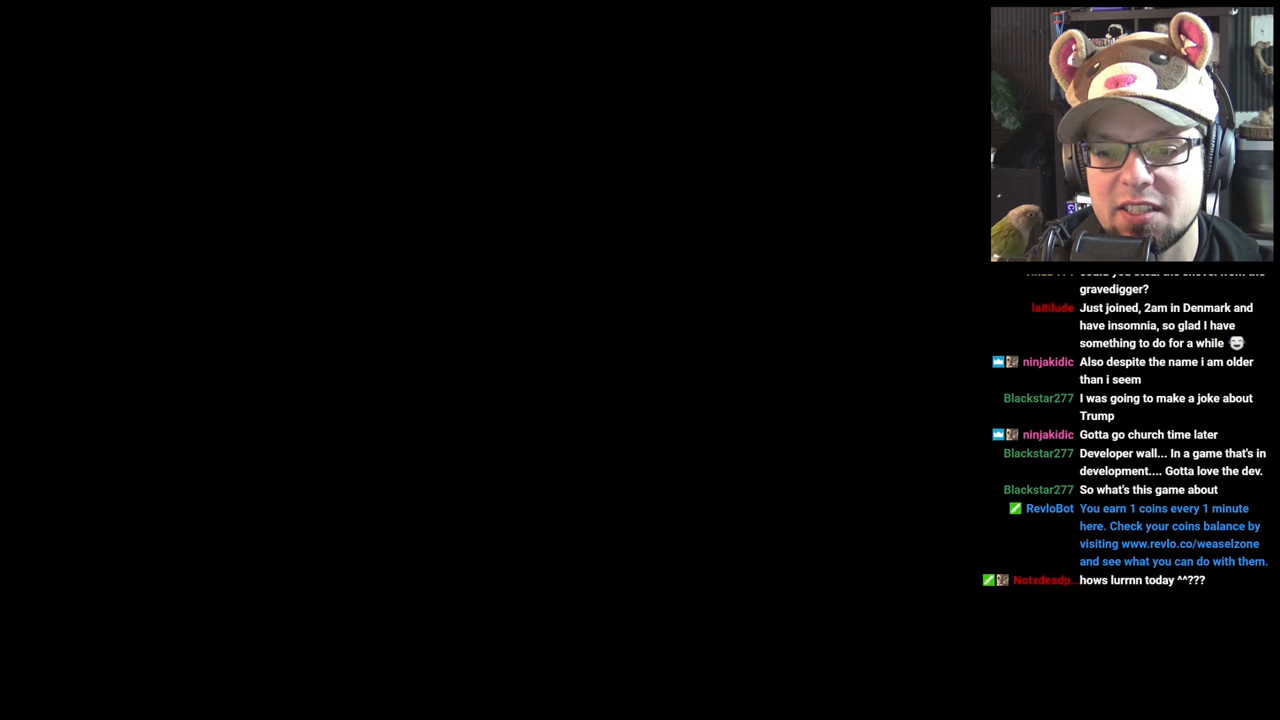 gravedigger?
laitilude Just joined, 2am in Denmark and
have insomnia, so glad I have
something to do for a while
ninjakidic Also despite the name i am older
than i seem
Blackstar277 I was going to make a joke about
Trump
ninjakidic Gotta go church time later
Blackstar277 Developer wall... In a game that's in
development.... Gotta love the dev.
Blackstar277 So what's this game about
RevloBot You earn 1 coins every 1 minute
here. Check your coins balance by
visiting www.revlo.co/weaselzone
and see what you can do with them.
Notxdeadp... hows lurrnn today ^^???